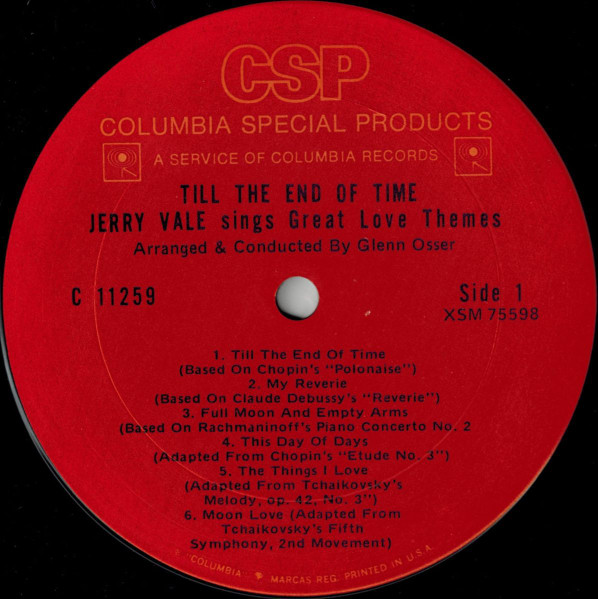 CSP
COLUMBIA SPECIAL PRODUCTS
A SERVICE OF COLUMBIA RECORDS
TILL THE END OF TIME
JERRY VALE sings Great Love Themes
Arranged & Conducted By Glenn Osser
C 11259
Side 1
XSM 75598
1. Till The End Of Time
(Based On Chopin's "Polonaise")
2. My Reverie
(Based On Claude Debussy's "Reverie")
3. Full Moon And Empty Arms
(Based On Rachmaninoff's Piano Concerto No. 2
4. This Day Of Days
(Adapted From Chopin's "Etude No. 3")
5. The Things I Love
(Adapted From Tchaikovsky's
Melody, op. 42, No. 3")
6. Moon Love (Adapted From
Tchaikovsky's Fifth
Symphony, 2nd Movement)
"COLUMBIA" MARCAS REG. PRINTED IN U.S.A.